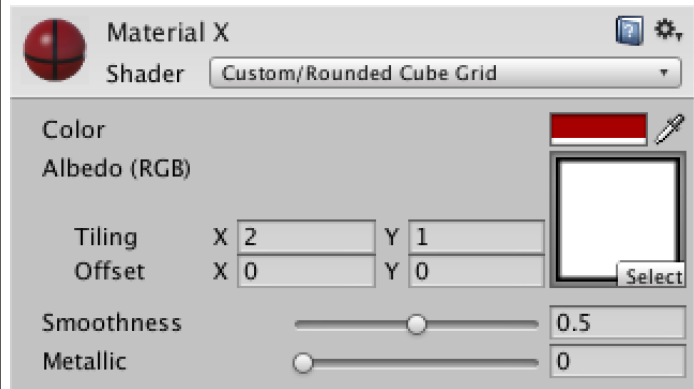 Material X
Shader Custom/Rounded Cube Grid
Color
Albedo (RGB)
Tiling X 2 Y 1
Offset X 0 Y 0
Select
Smoothness 0.5
Metallic 0